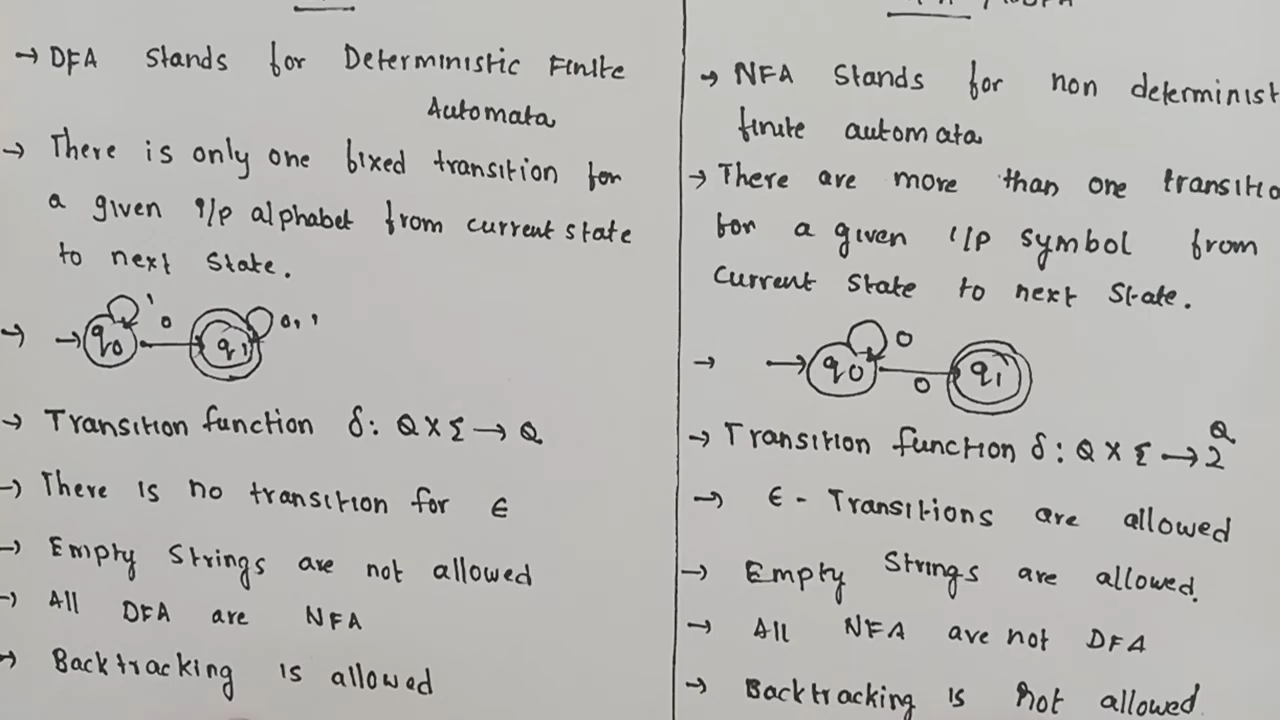 → DFA stands for Deterministic Finite
Automata
→ There is only one fixed transition for
a given i/p alphabet from current state
to next state.
→ → q0 1 0 q1 0,1
→ Transition function δ: Q X Σ → Q
→ There is no transition for ϵ
→ Empty Strings are not allowed
→ All DFA are NFA
→ Backtracking is allowed
→ NFA stands for non determinist
finite automata
→ There are more than one transitio
for a given i/p symbol from
current state to next state.
→ → q0 0 0 q1
→ Transition function δ: Q X Σ → 2^Q
→ ϵ - Transitions are allowed
→ Empty Strings are allowed.
→ All NFA are not DFA
→ Backtracking is not allowed